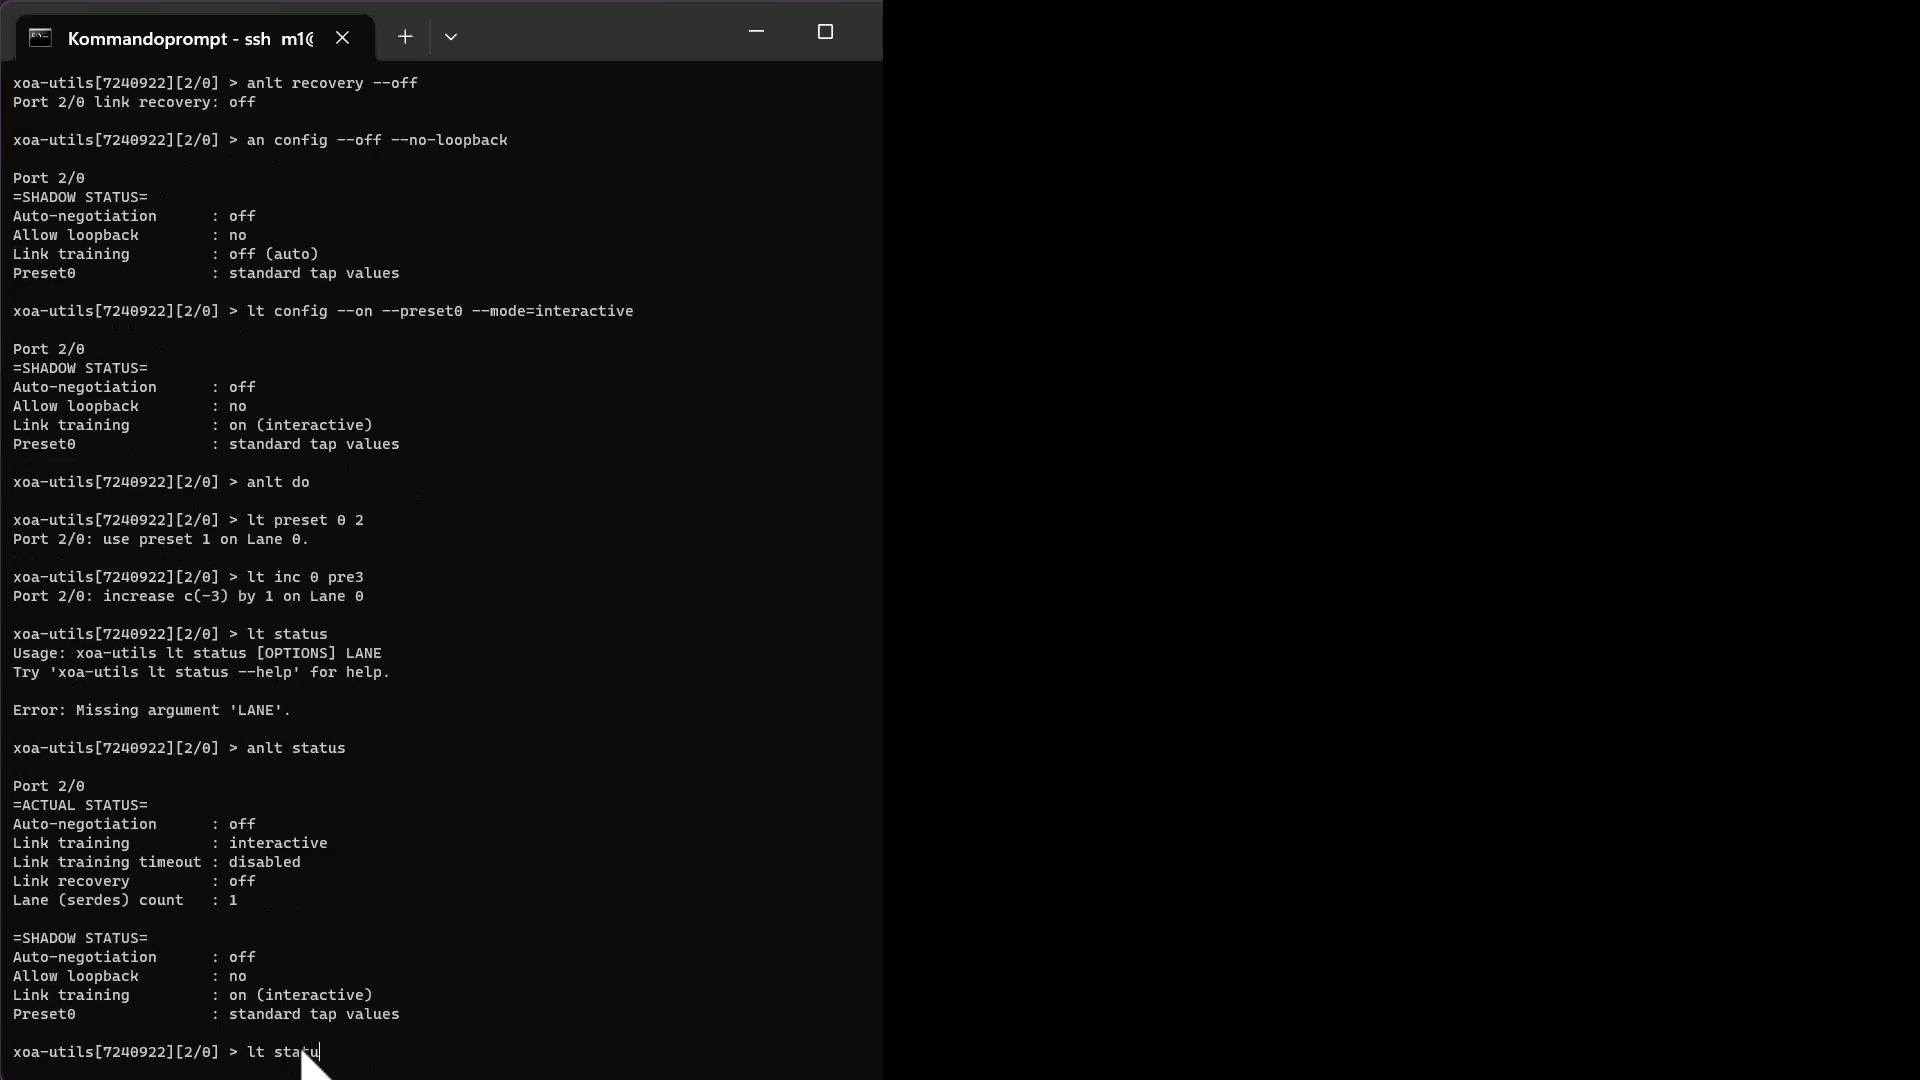 Kommandoprompt - ssh m1@
xoa-utils[7240922][2/0] > anlt recovery --off
Port 2/0 link recovery: off
xoa-utils[7240922][2/0] > an config --off --no-loopback
Port 2/0
=SHADOW STATUS=
Auto-negotiation : off
Allow loopback : no
Link training : off (auto)
Preset0 : standard tap values
xoa-utils[7240922][2/0] > lt config --on --preset0 --mode=interactive
Port 2/0
=SHADOW STATUS=
Auto-negotiation : off
Allow loopback : no
Link training : on (interactive)
Preset0 : standard tap values
xoa-utils[7240922][2/0] > anlt do
xoa-utils[7240922][2/0] > lt preset 0 2
Port 2/0: use preset 1 on Lane 0.
xoa-utils[7240922][2/0] > lt inc 0 pre3
Port 2/0: increase c(-3) by 1 on Lane 0
xoa-utils[7240922][2/0] > lt status
Usage: xoa-utils lt status [OPTIONS] LANE
Try 'xoa-utils lt status --help' for help.
Error: Missing argument 'LANE'.
xoa-utils[7240922][2/0] > anlt status
Port 2/0
=ACTUAL STATUS=
Auto-negotiation : off
Link training : interactive
Link training timeout : disabled
Link recovery : off
Lane (serdes) count : 1
=SHADOW STATUS=
Auto-negotiation : off
Allow loopback : no
Link training : on (interactive)
Preset0 : standard tap values
xoa-utils[7240922][2/0] > lt statu